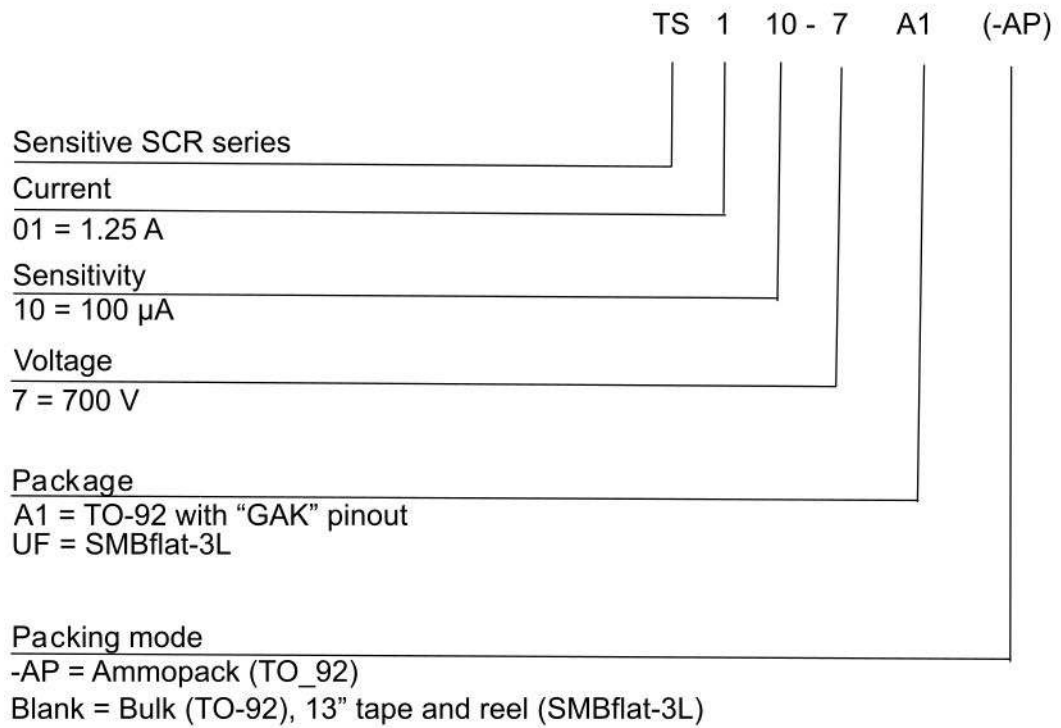 TS 1 10 - 7 A1 (-AP)
Sensitive SCR series
Current
01 = 1.25 A
Sensitivity
10 = 100 µA
Voltage
7 = 700 V
Package
A1 = TO-92 with “GAK” pinout
UF = SMBflat-3L
Packing mode
-AP = Ammopack (TO_92)
Blank = Bulk (TO-92), 13” tape and reel (SMBflat-3L)